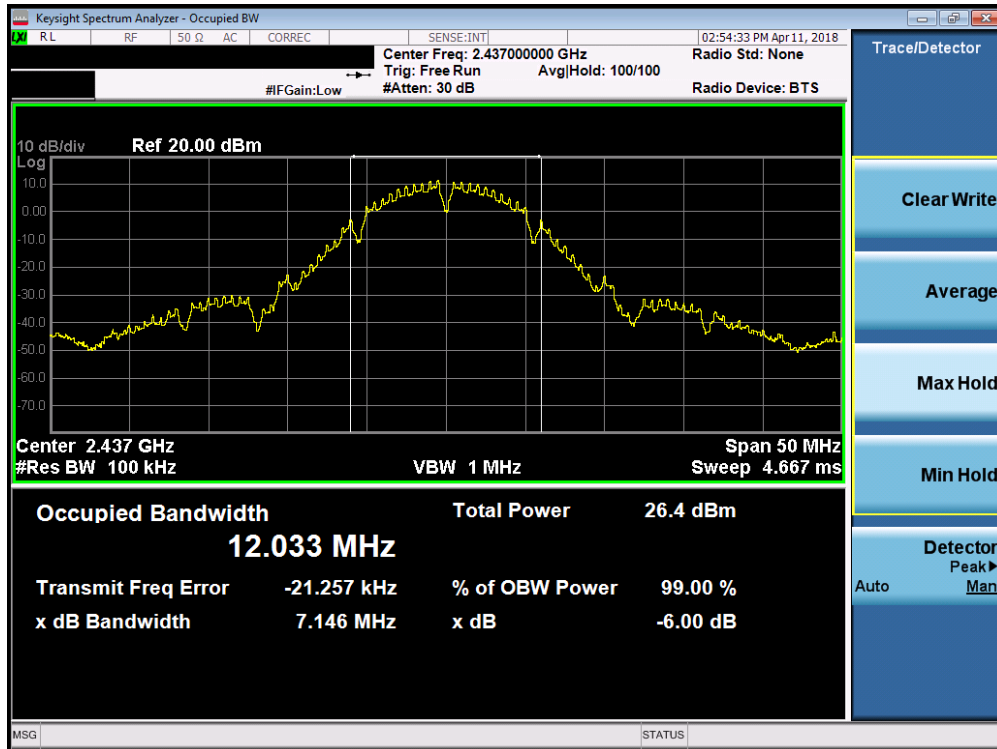 Keysight Spectrum Analyzer - Occupied BW
LXI RL RF 50 Ω AC CORREC SENSE:INT 02:54:33 PM Apr 11, 2018
Center Freq: 2.437000000 GHz Radio Std: None
Trig: Free Run Avg|Hold: 100/100
#IFGain:Low #Atten: 30 dB Radio Device: BTS
10 dB/div Ref 20.00 dBm
Log
10.0
0.00
-10.0
-20.0
-30.0
-40.0
-50.0
-60.0
-70.0
Center 2.437 GHz Span 50 MHz
#Res BW 100 kHz VBW 1 MHz Sweep 4.667 ms
Occupied Bandwidth Total Power 26.4 dBm
12.033 MHz
Transmit Freq Error -21.257 kHz % of OBW Power 99.00 %
x dB Bandwidth 7.146 MHz x dB -6.00 dB
MSG STATUS
Trace/Detector
Clear Write
Average
Max Hold
Min Hold
Detector
Peak▶
Auto Man